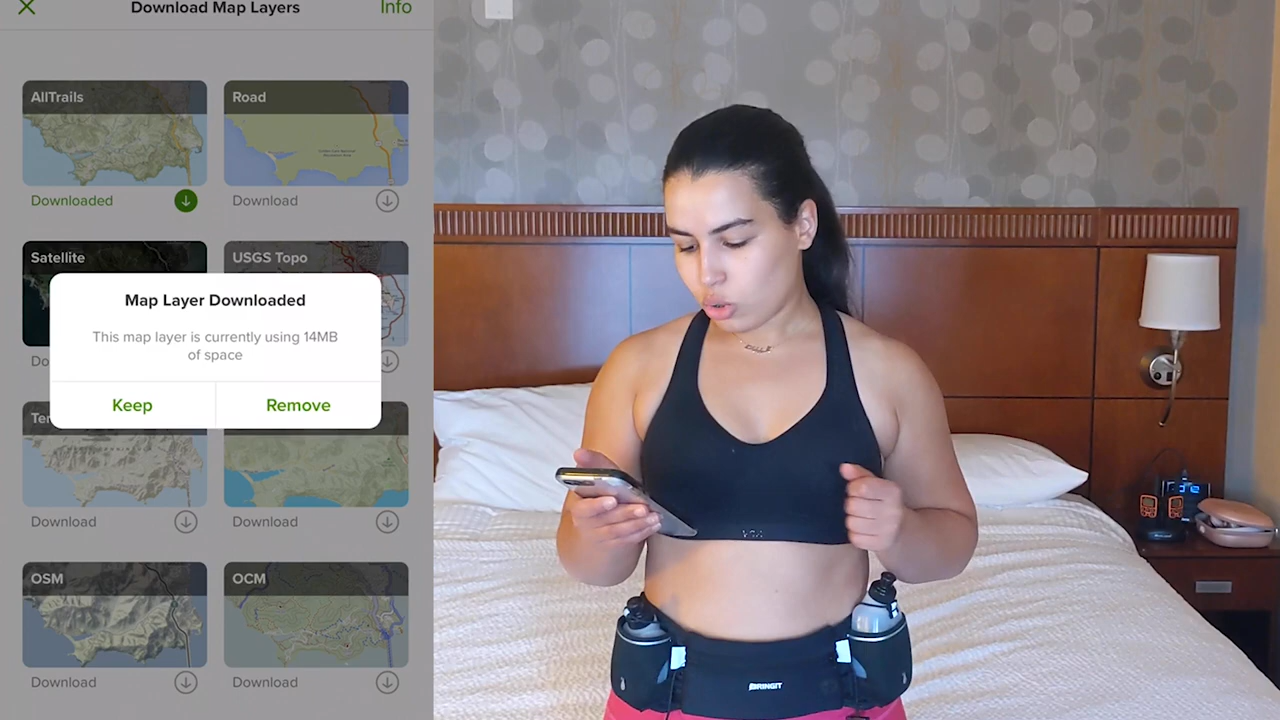 Download Map Layers
Info
AllTrails
Road
Downloaded
Download
Satellite
USGS Topo
Map Layer Downloaded
This map layer is currently using 14MB
of space
Keep
Remove
Download
Download
OSM
OCM
Download
Download
BRINGIT